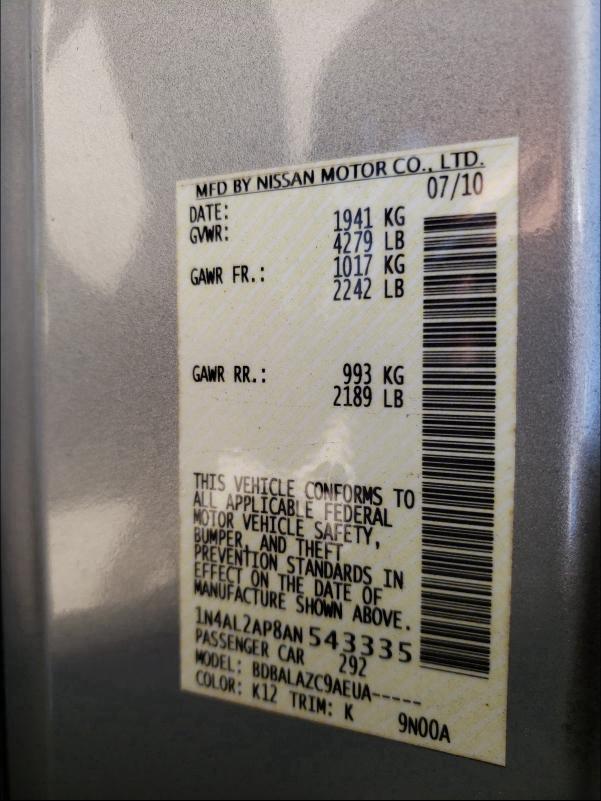 MFD BY NISSAN MOTOR CO., LTD.
DATE: 07/10
GVWR: 1941 KG
4279 LB
GAWR FR.: 1017 KG
2242 LB
GAWR RR.: 993 KG
2189 LB
THIS VEHICLE CONFORMS TO
ALL APPLICABLE FEDERAL
MOTOR VEHICLE SAFETY,
BUMPER, AND THEFT
PREVENTION STANDARDS IN
EFFECT ON THE DATE OF
MANUFACTURE SHOWN ABOVE.
1N4AL2AP8AN 543335
PASSENGER CAR 292
MODEL: BDBALAZC9AEUA-----
COLOR: K12 TRIM: K 9N00A